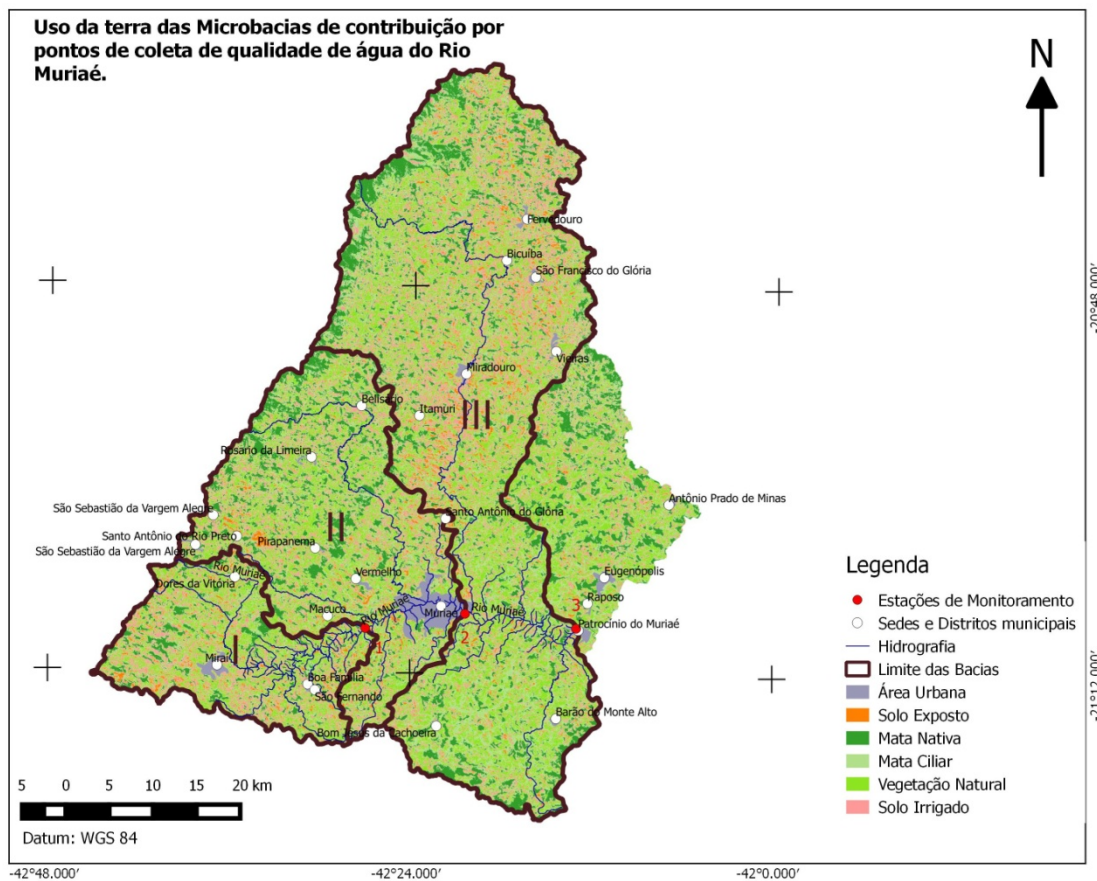 Uso da terra das Microbacias de contribuição por
pontos de coleta de qualidade de água do Rio
Muriaé.
N
Fervedouro
Bicuíba
São Francisco do Glória
-20°48.000'
Vieiras
Miradouro
Belisário
Itamuri
III
Rosario da Limeira
Antônio Prado de Minas
São Sebastião da Vargem Alegre
Santo Antônio do Glória
II
Santo Antônio do Rio Preto
Pirapanema
São Sebastião da Vargem Alegre
Rio Muriaé
Dores da Vitória
Vermelho
Eugenópolis
Macuco
Rio Muriaé
Muriaé
Rio Muriaé
3
Raposo
Patrocínio do Muriaé
1
2
I
Miraí
Boa Família
São Fernando
Barão do Monte Alto
Bom Jesus da Cachoeira
-21°12.000'
Legenda
Estações de Monitoramento
Sedes e Distritos municipais
Hidrografia
Limite das Bacias
Área Urbana
Solo Exposto
Mata Nativa
Mata Ciliar
Vegetação Natural
Solo Irrigado
5 0 5 10 15 20 km
Datum: WGS 84
-42°48.000'
-42°24.000'
-42°0.000'